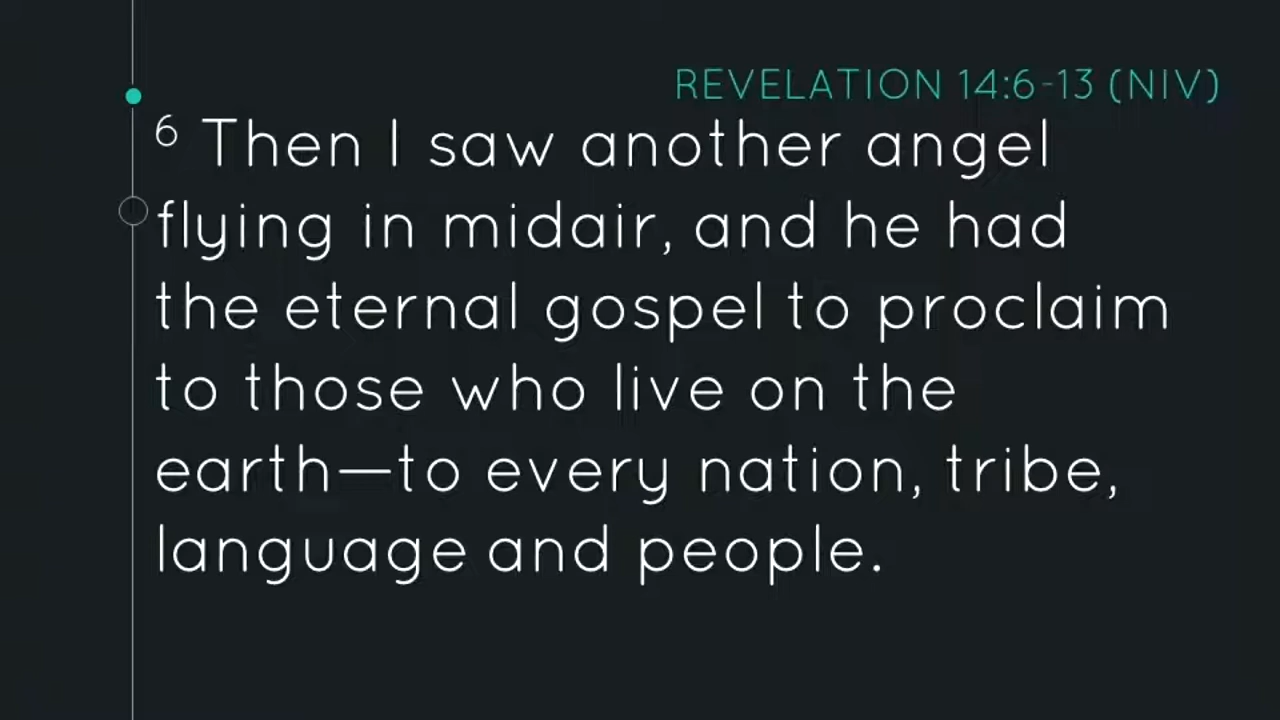 REVELATION 14:6-13 (NIV)
6 Then I saw another angel
flying in midair, and he had
the eternal gospel to proclaim
to those who live on the
earth—to every nation, tribe,
language and people.